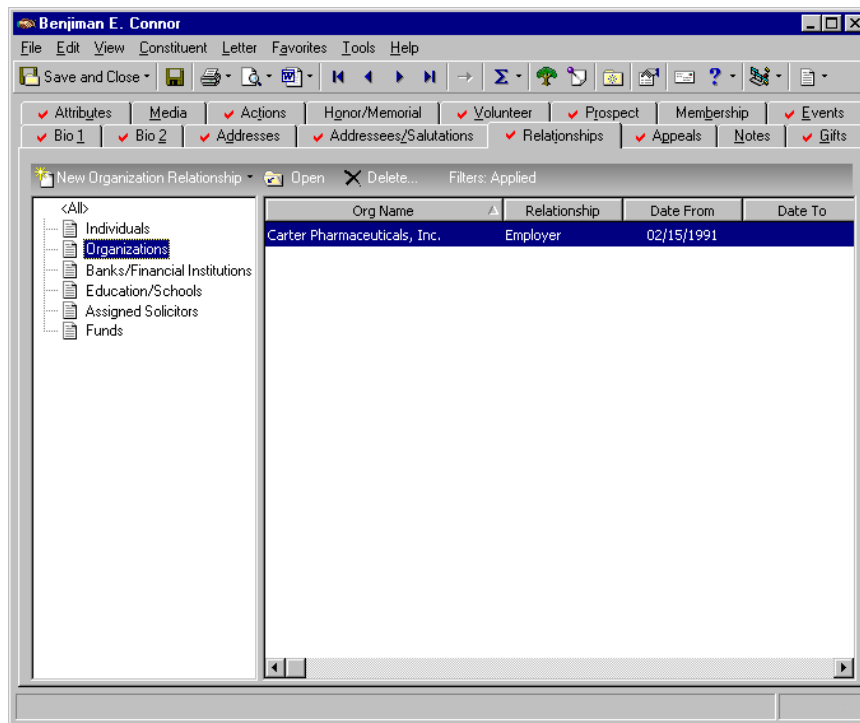 Benjiman E. Connor
File Edit View Constituent Letter Favorites Tools Help
Save and Close
Attributes Media Actions Honor/Memorial Volunteer Prospect Membership Events
Bio 1 Bio 2 Addresses Addressees/Salutations Relationships Appeals Notes Gifts
New Organization Relationship Open Delete... Filters: Applied
<All>
Individuals
Organizations
Banks/Financial Institutions
Education/Schools
Assigned Solicitors
Funds
Org Name Relationship Date From Date To
Carter Pharmaceuticals, Inc. Employer 02/15/1991